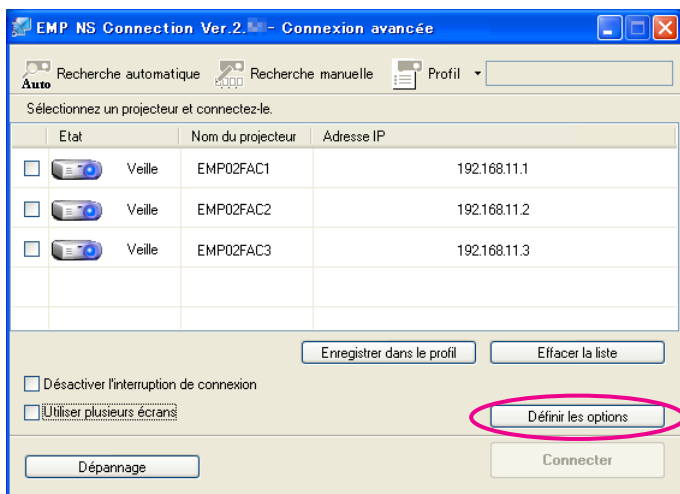 EMP NS Connection Ver.2. - Connexion avancée
Auto Recherche automatique Recherche manuelle Profil
Sélectionnez un projecteur et connectez-le.
Etat Nom du projecteur Adresse IP
Veille EMP02FAC1 192.168.11.1
Veille EMP02FAC2 192.168.11.2
Veille EMP02FAC3 192.168.11.3
Enregistrer dans le profil Effacer la liste
Désactiver l'interruption de connexion
Utiliser plusieurs écrans
Définir les options
Dépannage Connecter